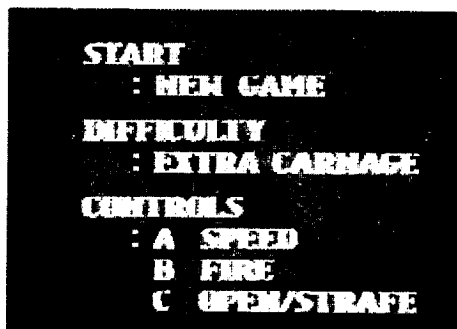 START
: NEW GAME
DIFFICULTY
: EXTRA CARNAGE
CONTROLS
: A SPEED
B FIRE
C OPEN/STRAFE